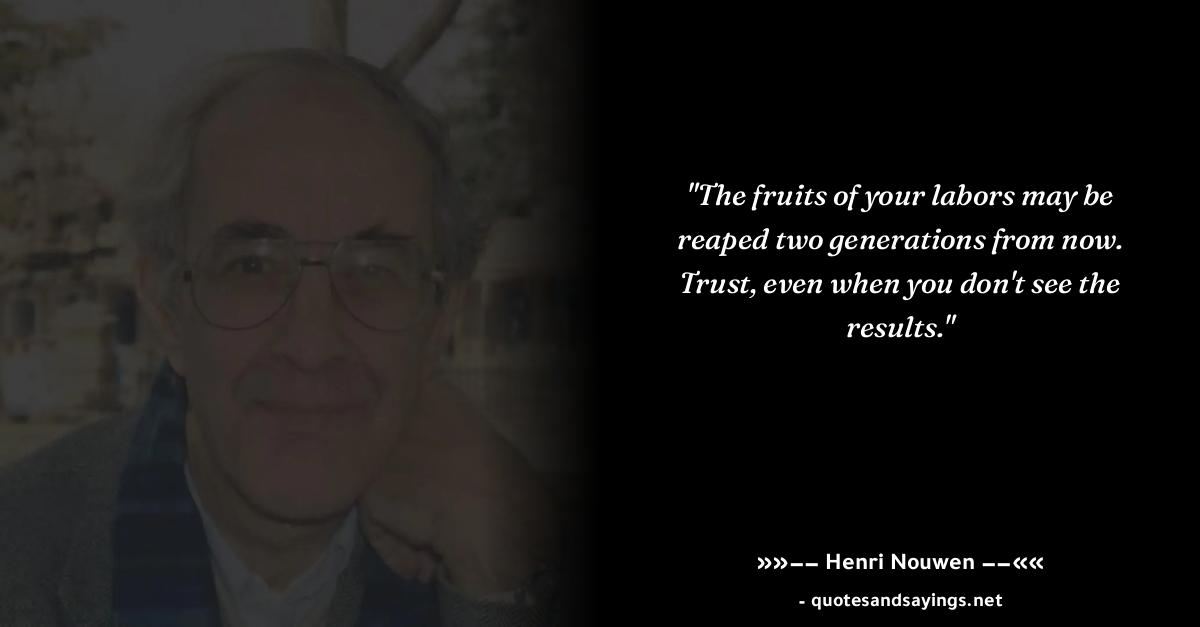 "The fruits of your labors may be
reaped two generations from now.
Trust, even when you don't see the
results."
»»–– Henri Nouwen ––««
- quotesandsayings.net